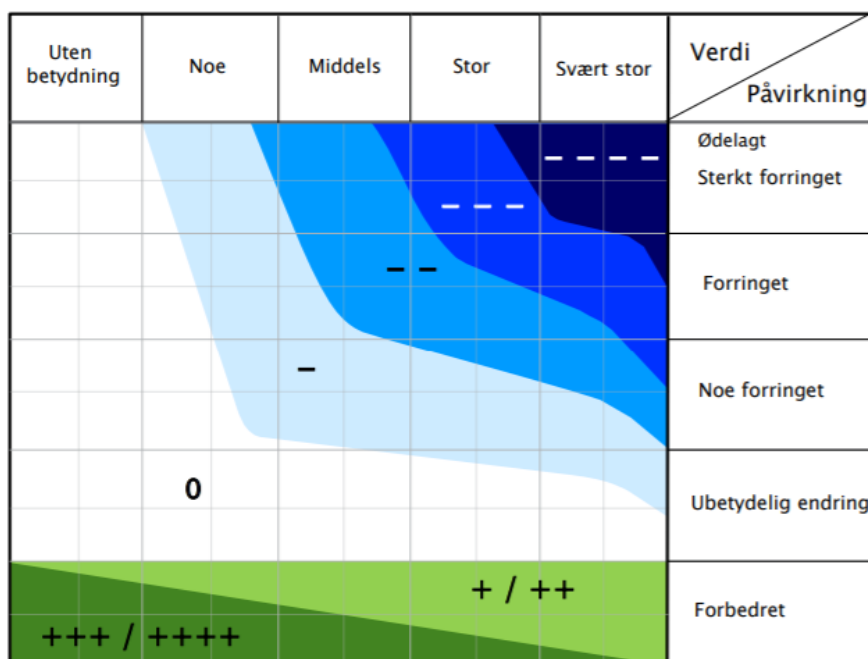 Uten
betydning
Noe
Middels
Stor
Svært stor
Verdi
Påvirkning
Ødelagt
– – – –
Sterkt forringet
– – –
– –
Forringet
–
Noe forringet
0
Ubetydelig endring
+ / ++
Forbedret
+++ / ++++